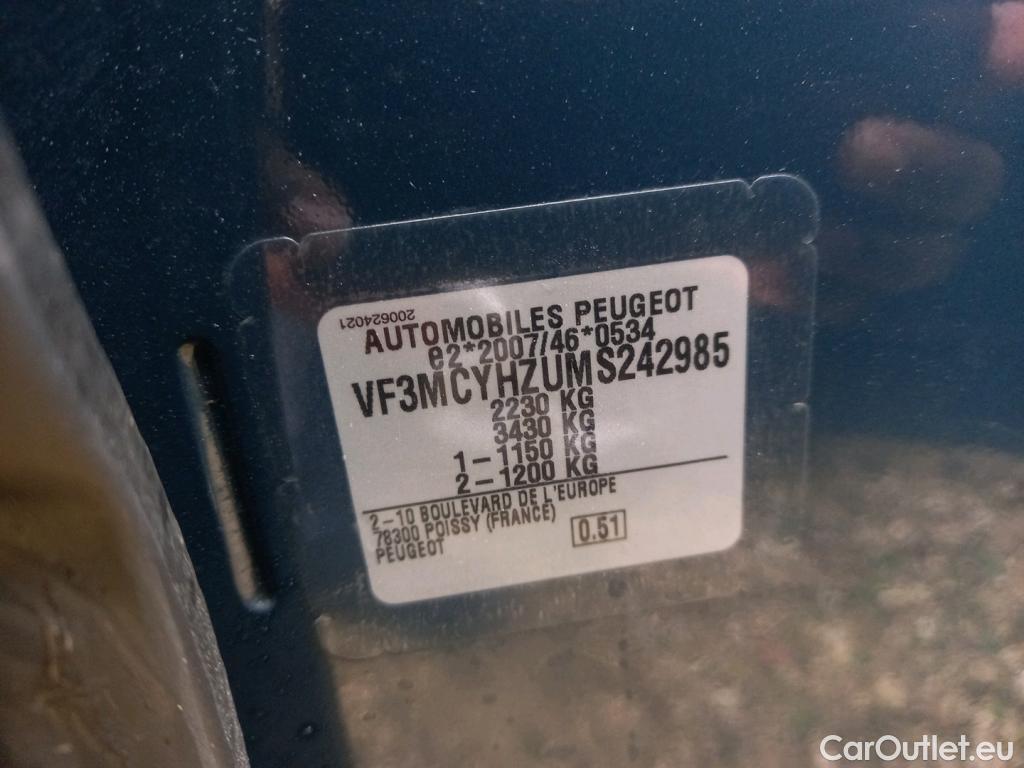 200624021
AUTOMOBILES PEUGEOT
e2*2007/46*0534
VF3MCYHZUMS242985
2230 KG
3430 KG
1-1150 KG
2-1200 KG
2-10 BOULEVARD DE L'EUROPE
78300 POISSY (FRANCE)
PEUGEOT
0.51
CarOutlet.eu